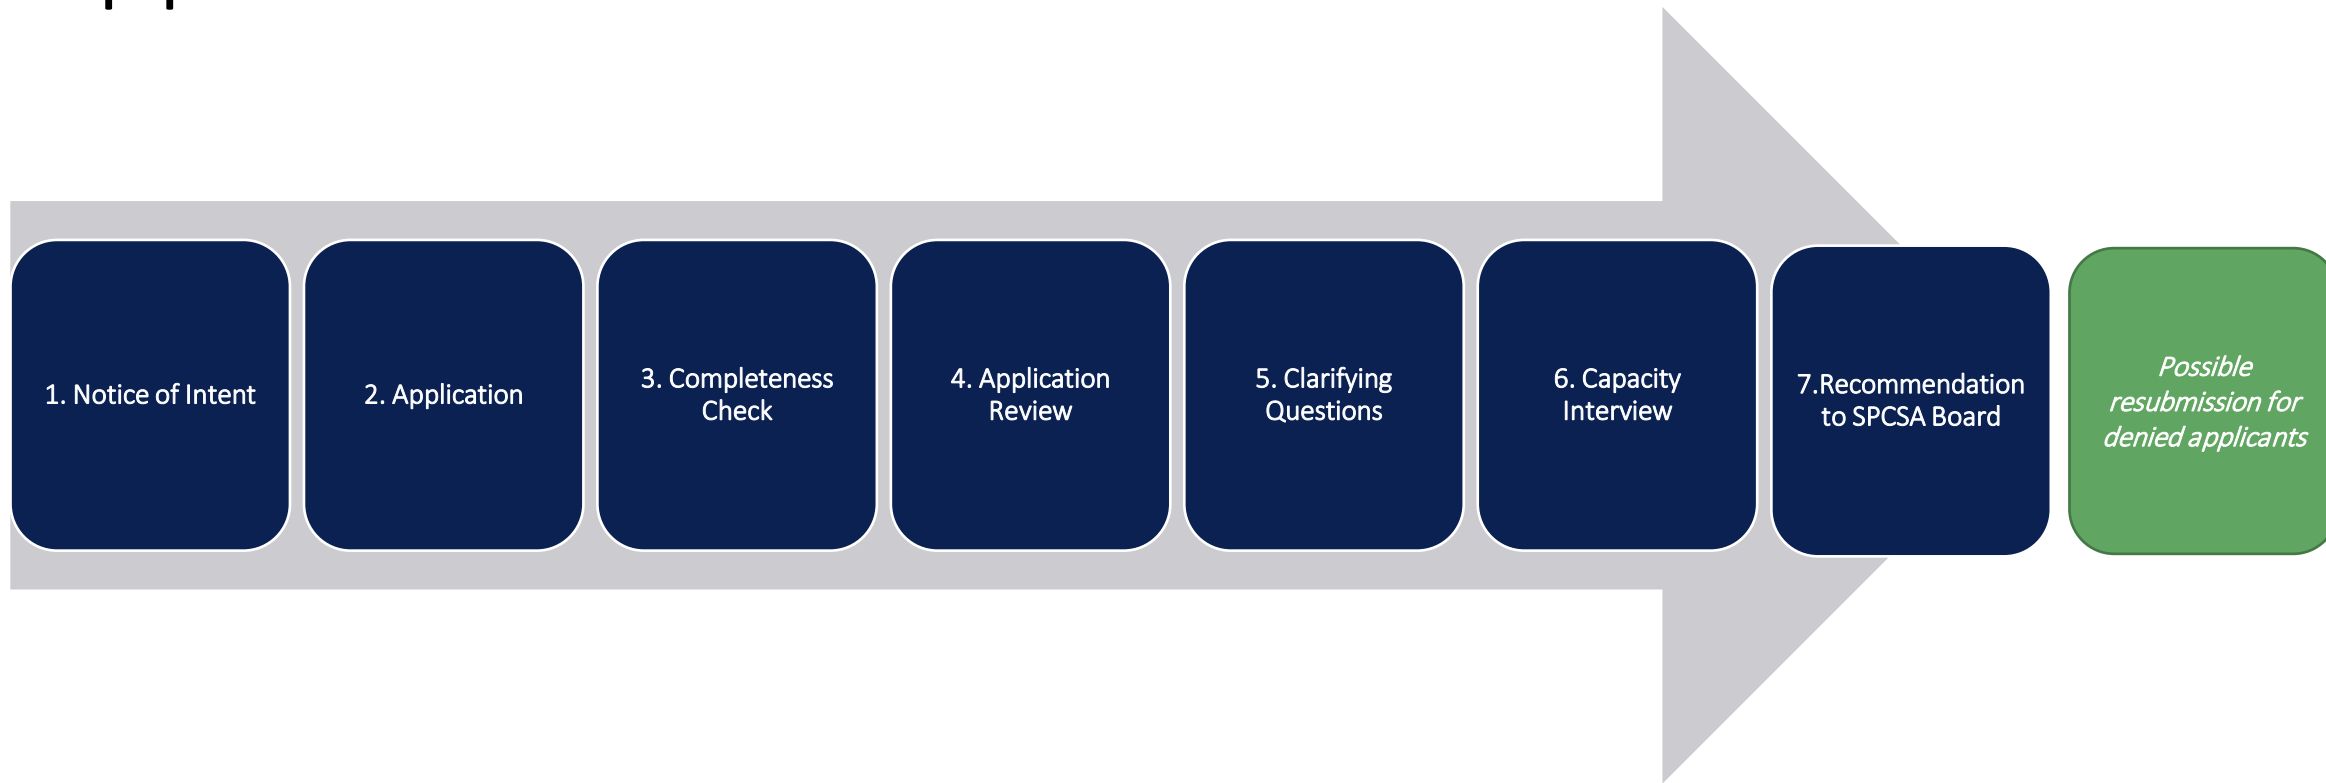 1. Notice of Intent
2. Application
3. Completeness
Check
4. Application
Review
5. Clarifying
Questions
6. Capacity
Interview
7.Recommendation
to SPCSA Board
Possible
resubmission for
denied applicants